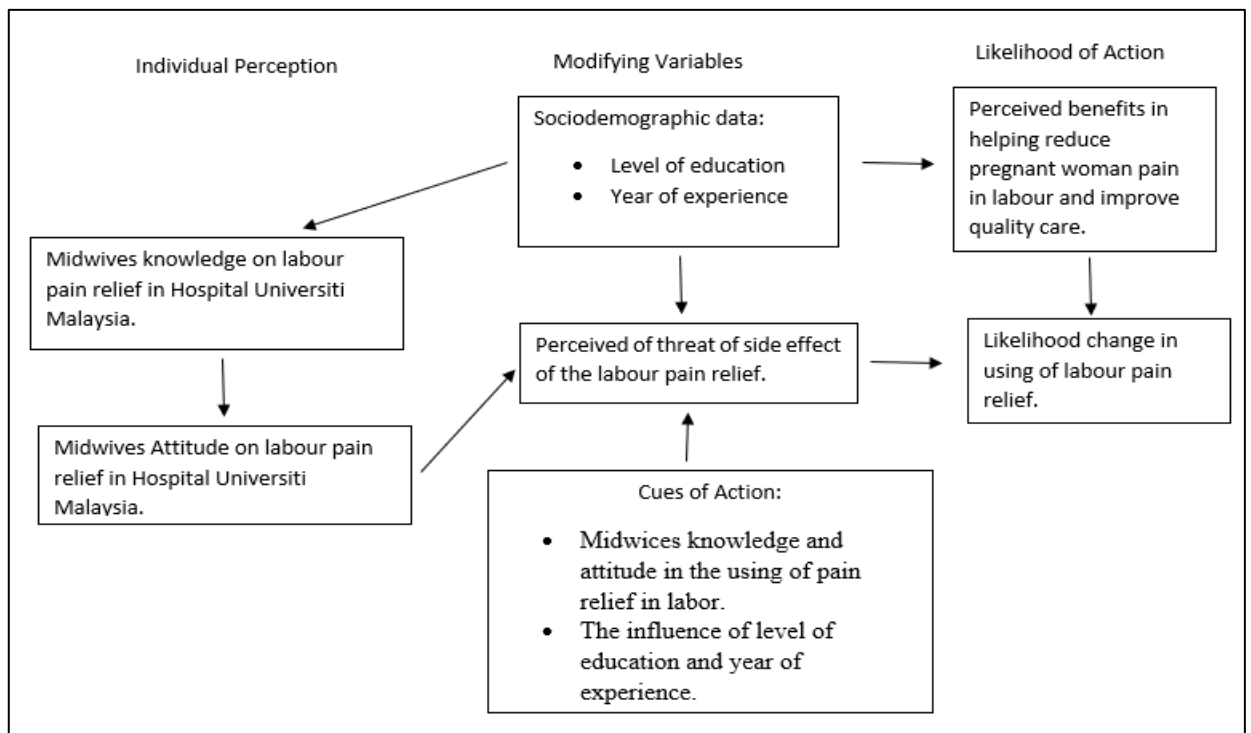 Individual Perception
Modifying Variables
Likelihood of Action
Sociodemographic data:
• Level of education
• Year of experience
Perceived benefits in
helping reduce
pregnant woman pain
in labour and improve
quality care.
Midwives knowledge on labour
pain relief in Hospital Universiti
Malaysia.
Perceived of threat of side effect
of the labour pain relief.
Likelihood change in
using of labour pain
relief.
Midwives Attitude on labour pain
relief in Hospital Universiti
Malaysia.
Cues of Action:
• Midwices knowledge and
attitude in the using of pain
relief in labor.
• The influence of level of
education and year of
experience.